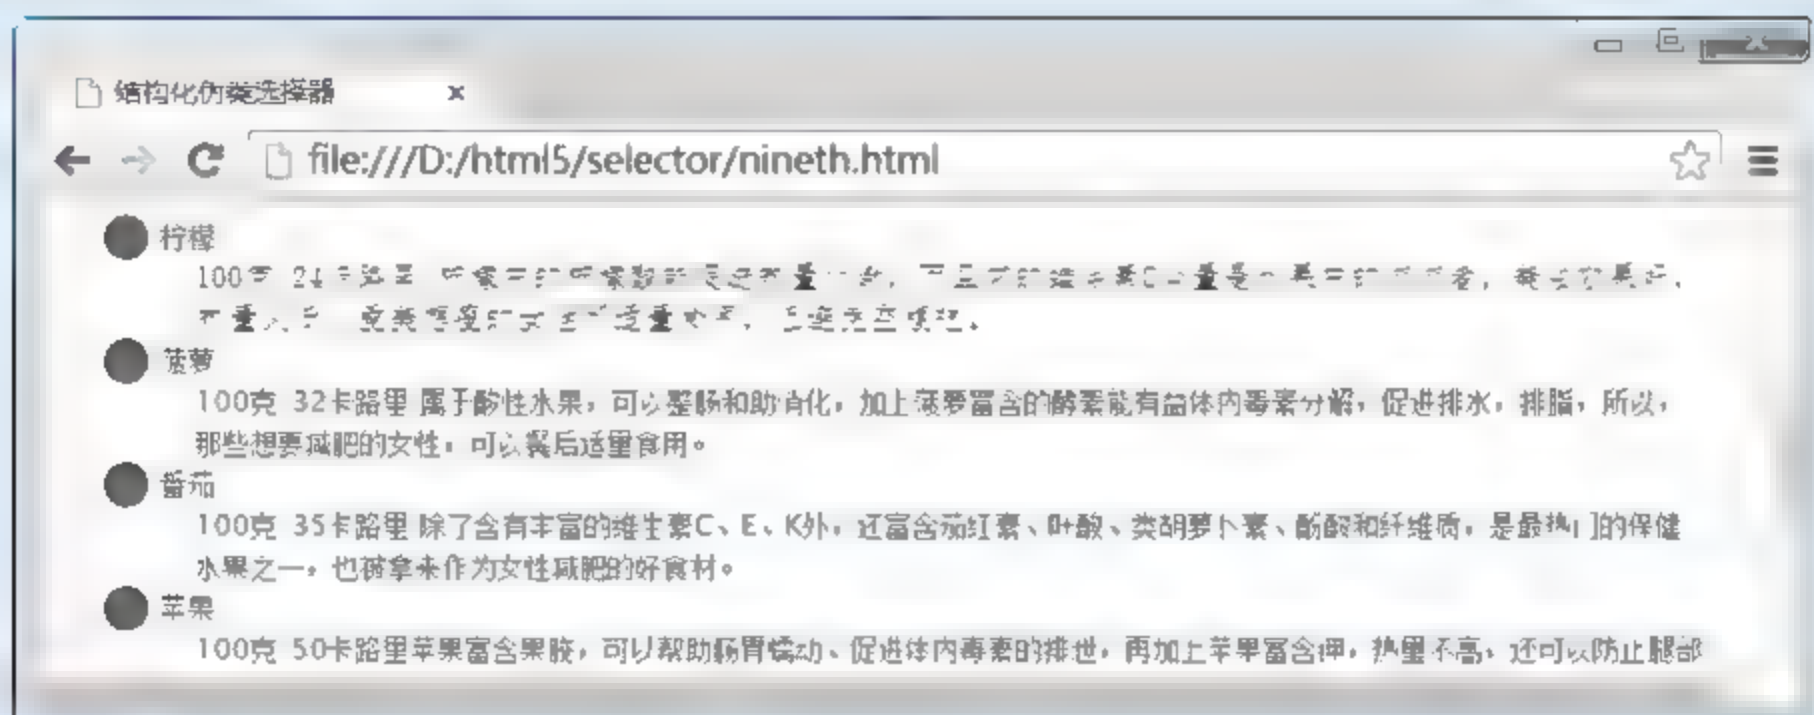 结构化伪类选择器
file:///D:/html5/selector/nineth.html
柠檬
100克 24卡路里
菠萝
100克 32卡路里 属于酸性水果，可以整肠和助消化，加上菠萝富含的酵素能有益体内毒素分解，促进排水，排脂，所以，
那些想要减肥的女性，可以餐后适量食用。
番茄
100克 35卡路里 除了含有丰富的维生素C、E、K外，还富含茄红素、叶酸、类胡萝卜素、酚酸和纤维质，是最热门的保健
水果之一，也被拿来作为女性减肥的好食材。
苹果
100克 50卡路里苹果富含果胶，可以帮助肠胃蠕动、促进体内毒素的排泄，再加上苹果富含钾，热量不高，还可以防止腿部